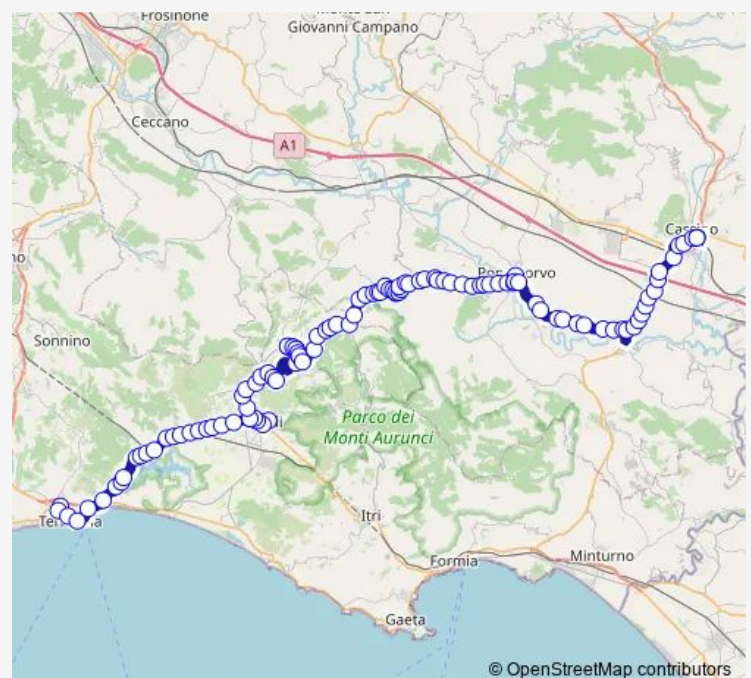 Frosinone
Giovanni Campano
Ceccano
A1
Sonnino
Parco dei
Monti Aurunci
Itri
Formia
Minturno
Gaeta
© OpenStreetMap contributors